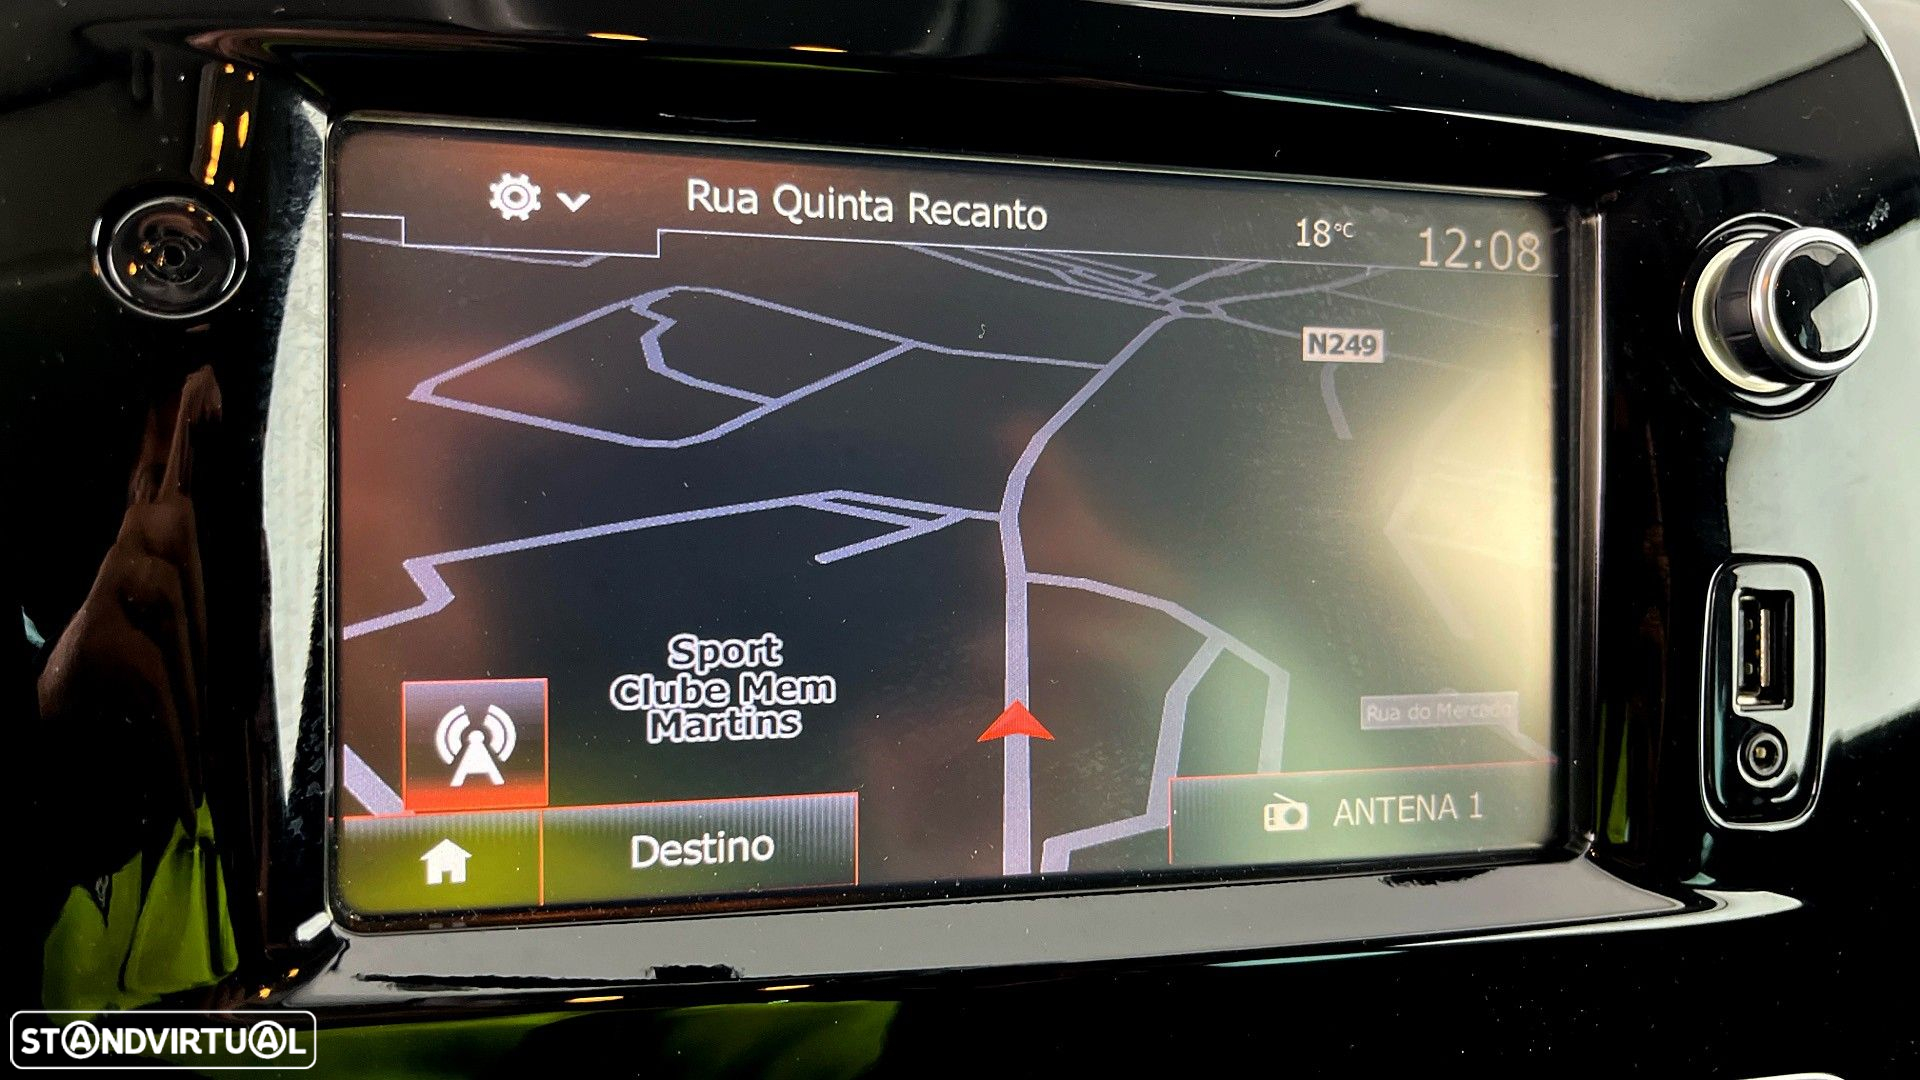 Rua Quinta Recanto
18°C
12:08
N249
Sport
Clube Mem
Martins
Rua do Mercado
ANTENA 1
Destino
STANDVIRTUAL